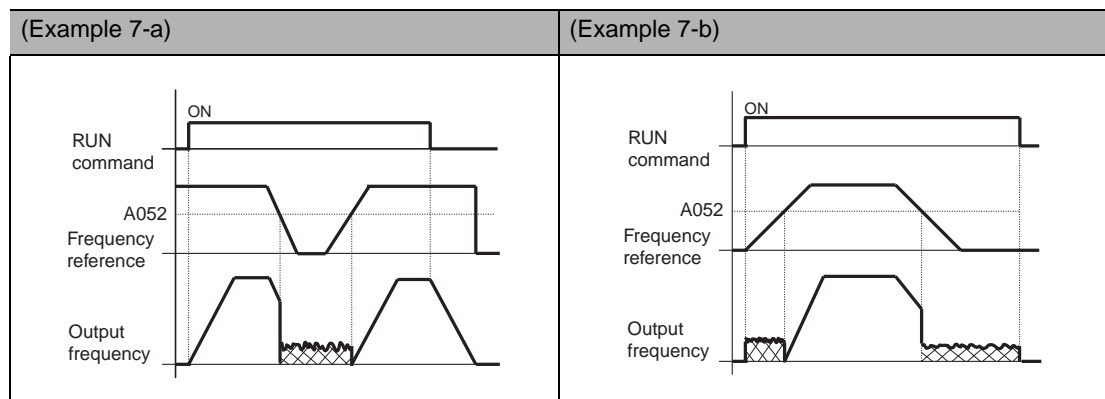 (Example 7-a)
ON
RUN
command
A052
Frequency
reference
Output
frequency
(Example 7-b)
ON
RUN
command
A052
Frequency
reference
Output
frequency